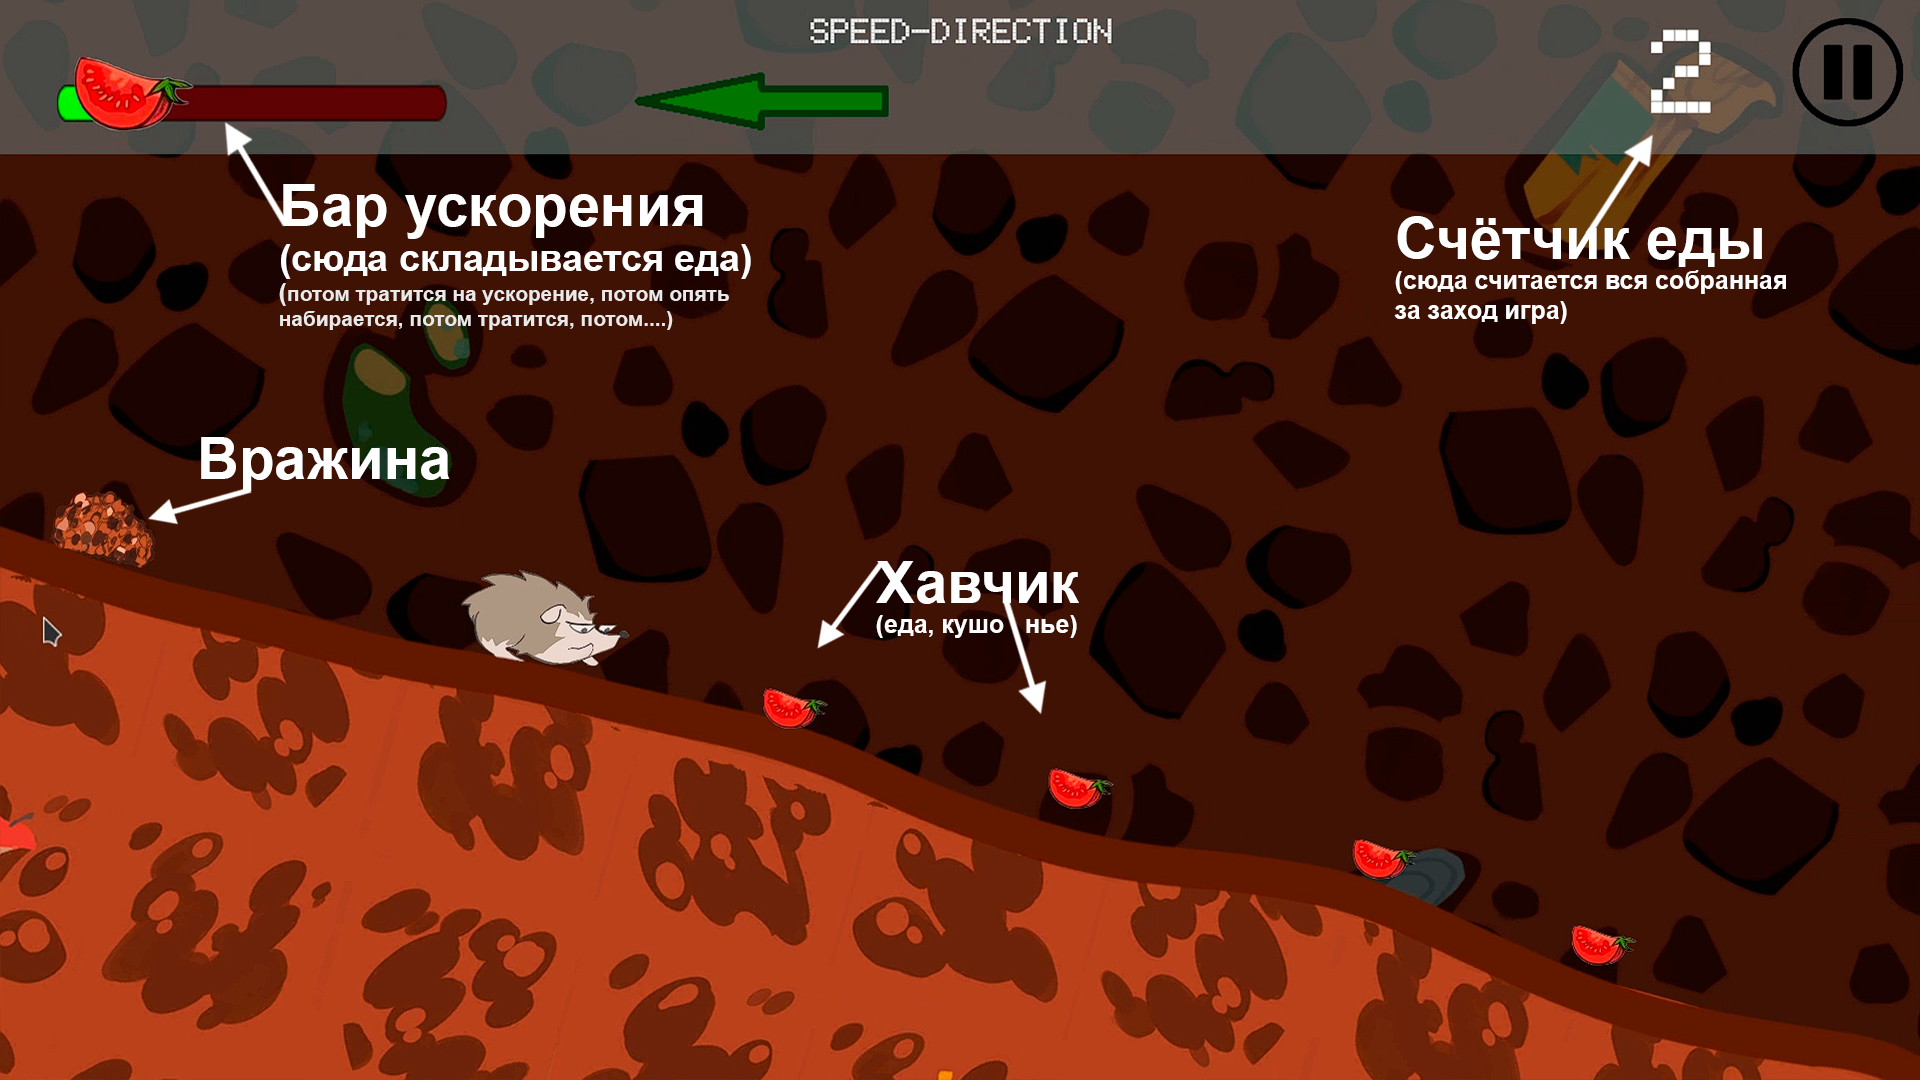 SPEED-DIRECTION
2
Бар ускорения
(сюда складывается еда)
(потом тратится на ускорение, потом опять
набирается, потом тратится, потом....)
Счётчик еды
(сюда считается вся собранная
за заход игра)
Вражина
Хавчик
(еда, кушо нье)